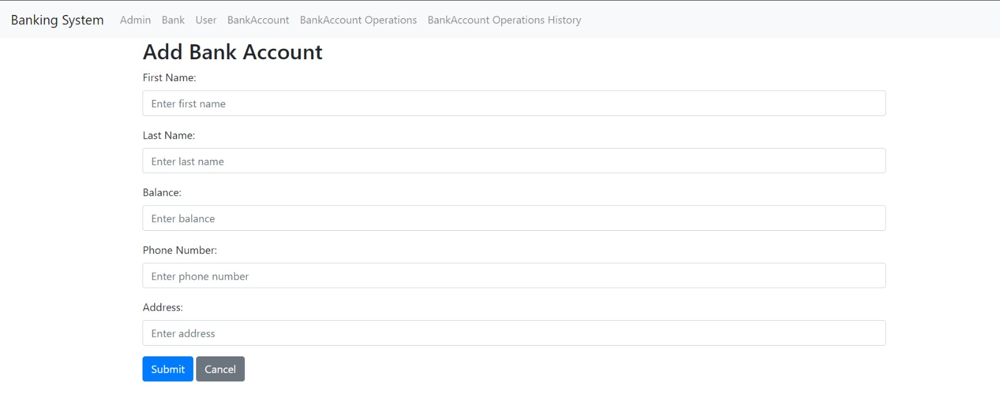 Banking System Admin Bank User BankAccount BankAccount Operations BankAccount Operations History
Add Bank Account
First Name:
Enter first name
Last Name:
Enter last name
Balance:
Enter balance
Phone Number:
Enter phone number
Address:
Enter address
Submit Cancel